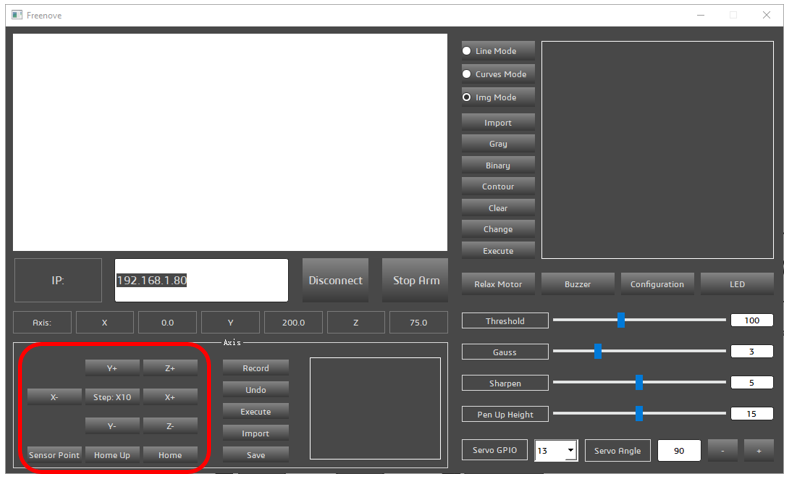 Freenove
Line Mode
Curves Mode
Img Mode
Import
Gray
Binary
Contour
Clear
Change
Execute
IP:
192.168.1.80
Disconnect
Stop Arm
Relax Motor
Buzzer
Configuration
LED
Axis:
X
0.0
Y
200.0
Z
75.0
Threshold
100
Gauss
3
Sharpen
5
Pen Up Height
15
Servo GPIO
13
Servo Angle
90
-
+
Axis
Y+
Z+
X-
Step: X10
X+
Y-
Z-
Sensor Point
Home Up
Home
Record
Undo
Execute
Import
Save